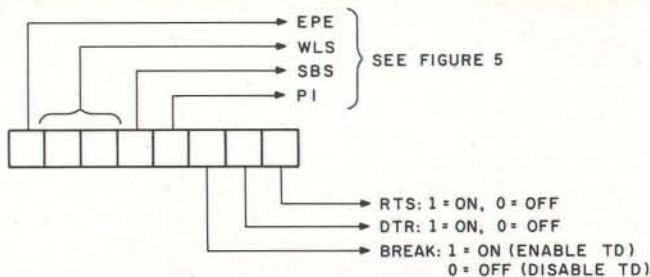 EPE
WLS
SBS
PI
SEE FIGURE 5
RTS: 1 = ON, 0 = OFF
DTR: 1 = ON, 0 = OFF
BREAK: 1 = ON (ENABLE TD)
0 = OFF (DISABLE TD)